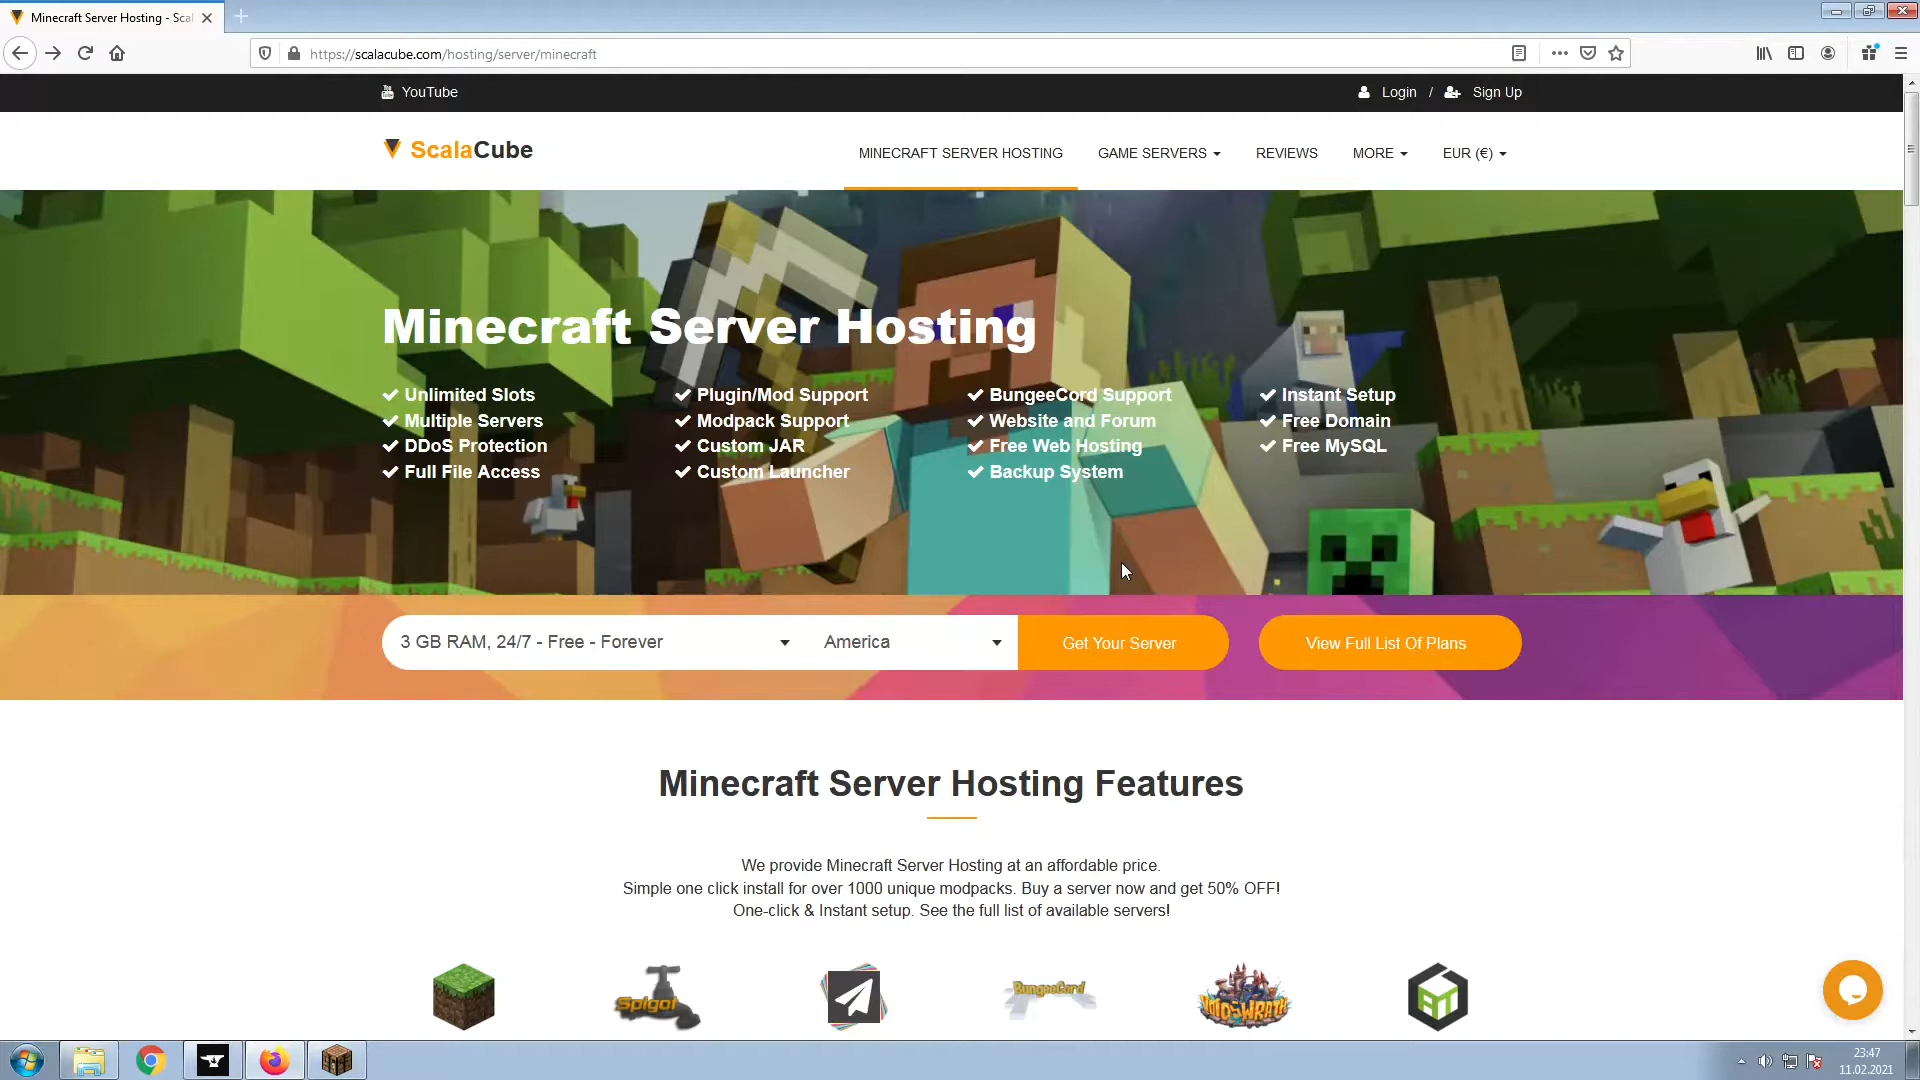 Minecraft Server Hosting - Scal
https://scalacube.com/hosting/server/minecraft
YouTube
Login / Sign Up
ScalaCube
MINECRAFT SERVER HOSTING
GAME SERVERS
REVIEWS
MORE
EUR (€)
Minecraft Server Hosting
Unlimited Slots
Multiple Servers
DDoS Protection
Full File Access
Plugin/Mod Support
Modpack Support
Custom JAR
Custom Launcher
BungeeCord Support
Website and Forum
Free Web Hosting
Backup System
Instant Setup
Free Domain
Free MySQL
3 GB RAM, 24/7 - Free - Forever
America
Get Your Server
View Full List Of Plans
Minecraft Server Hosting Features
We provide Minecraft Server Hosting at an affordable price.
Simple one click install for over 1000 unique modpacks. Buy a server now and get 50% OFF!
One-click & Instant setup. See the full list of available servers!
Spigot
BungeeCord
VOIDSWRATH
23:47
11.02.2021